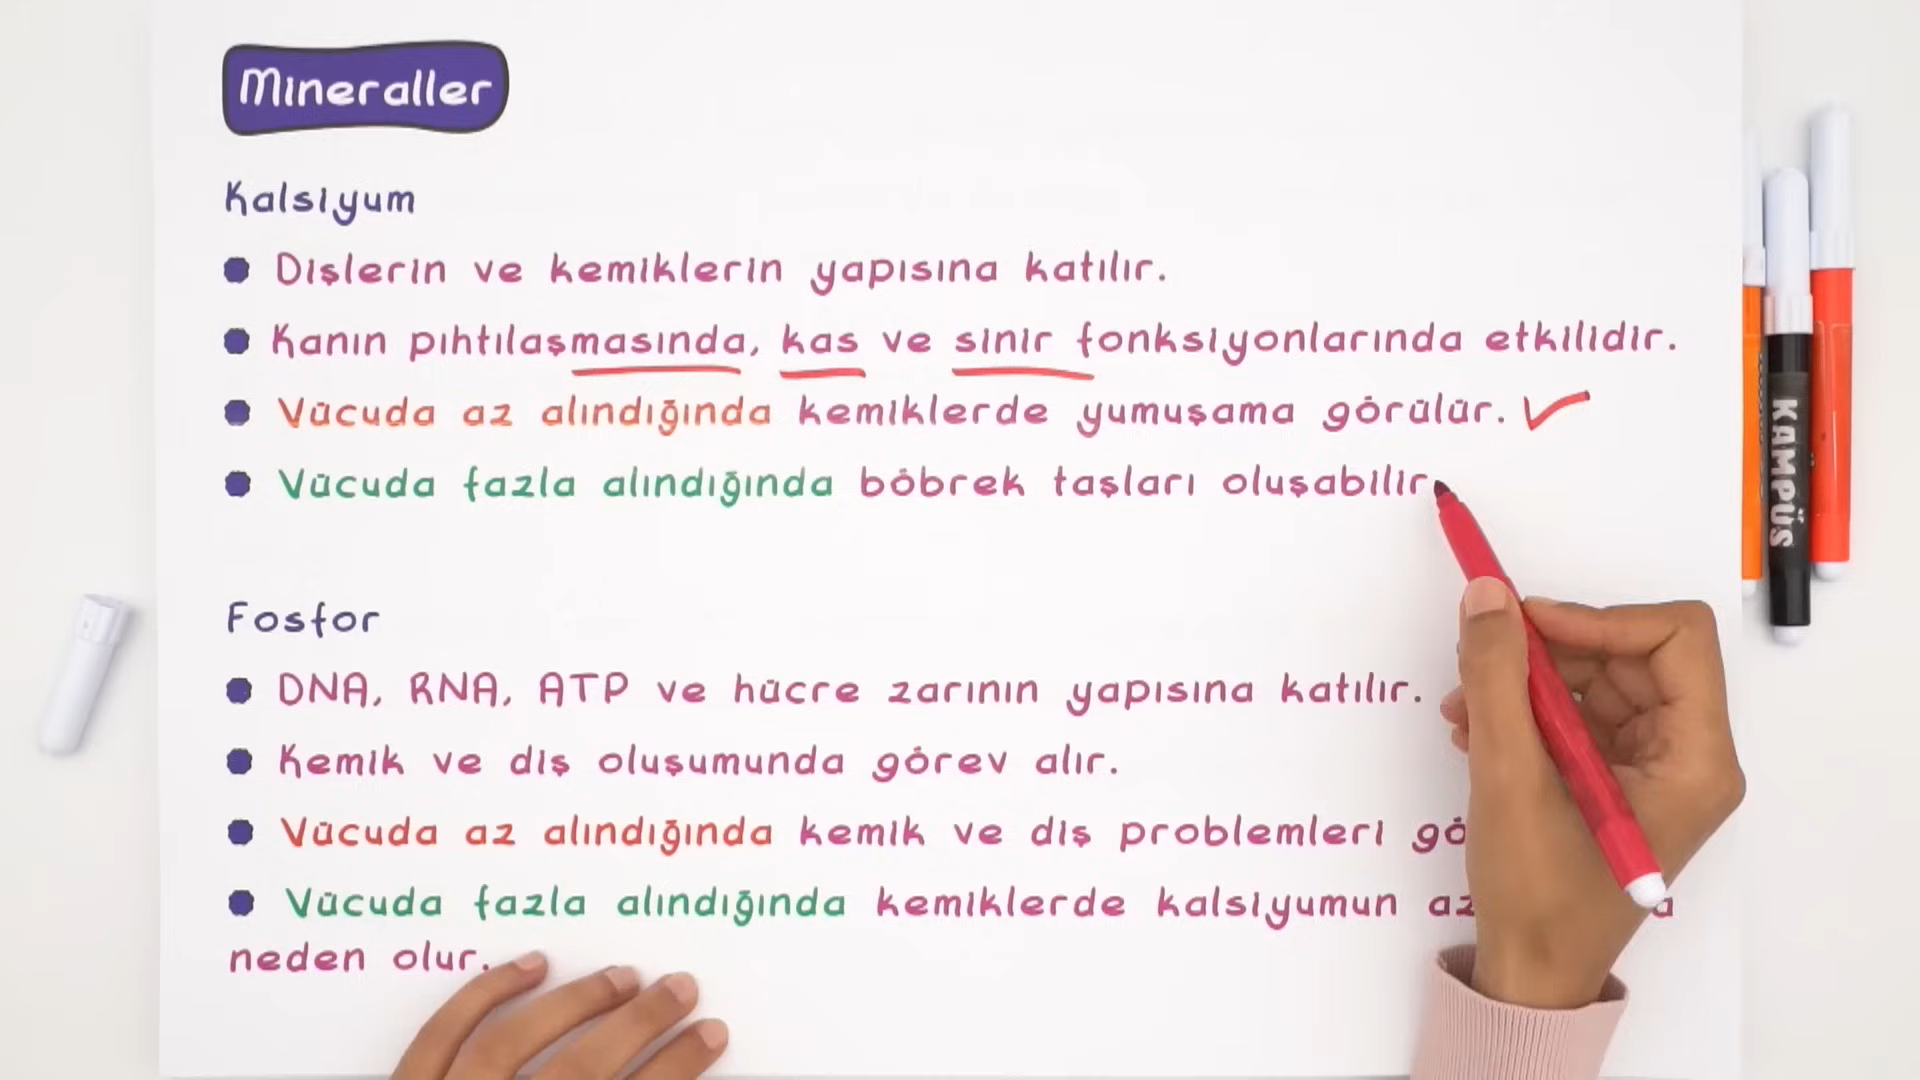 Mineraller
Kalsiyum
Dişlerin ve kemiklerin yapısına katılır.
Kanın pıhtılaşmasında, kas ve sinir fonksiyonlarında etkilidir.
Vücuda az alındığında kemiklerde yumuşama görülür.
Vücuda fazla alındığında böbrek taşları oluşabilir
Fosfor
DNA, RNA, ATP ve hücre zarının yapısına katılır.
Kemik ve diş oluşumunda görev alır.
Vücuda az alındığında kemik ve diş problemleri
Vücuda fazla alındığında kemiklerde kalsiyumun
neden olur.
KAMPÜS